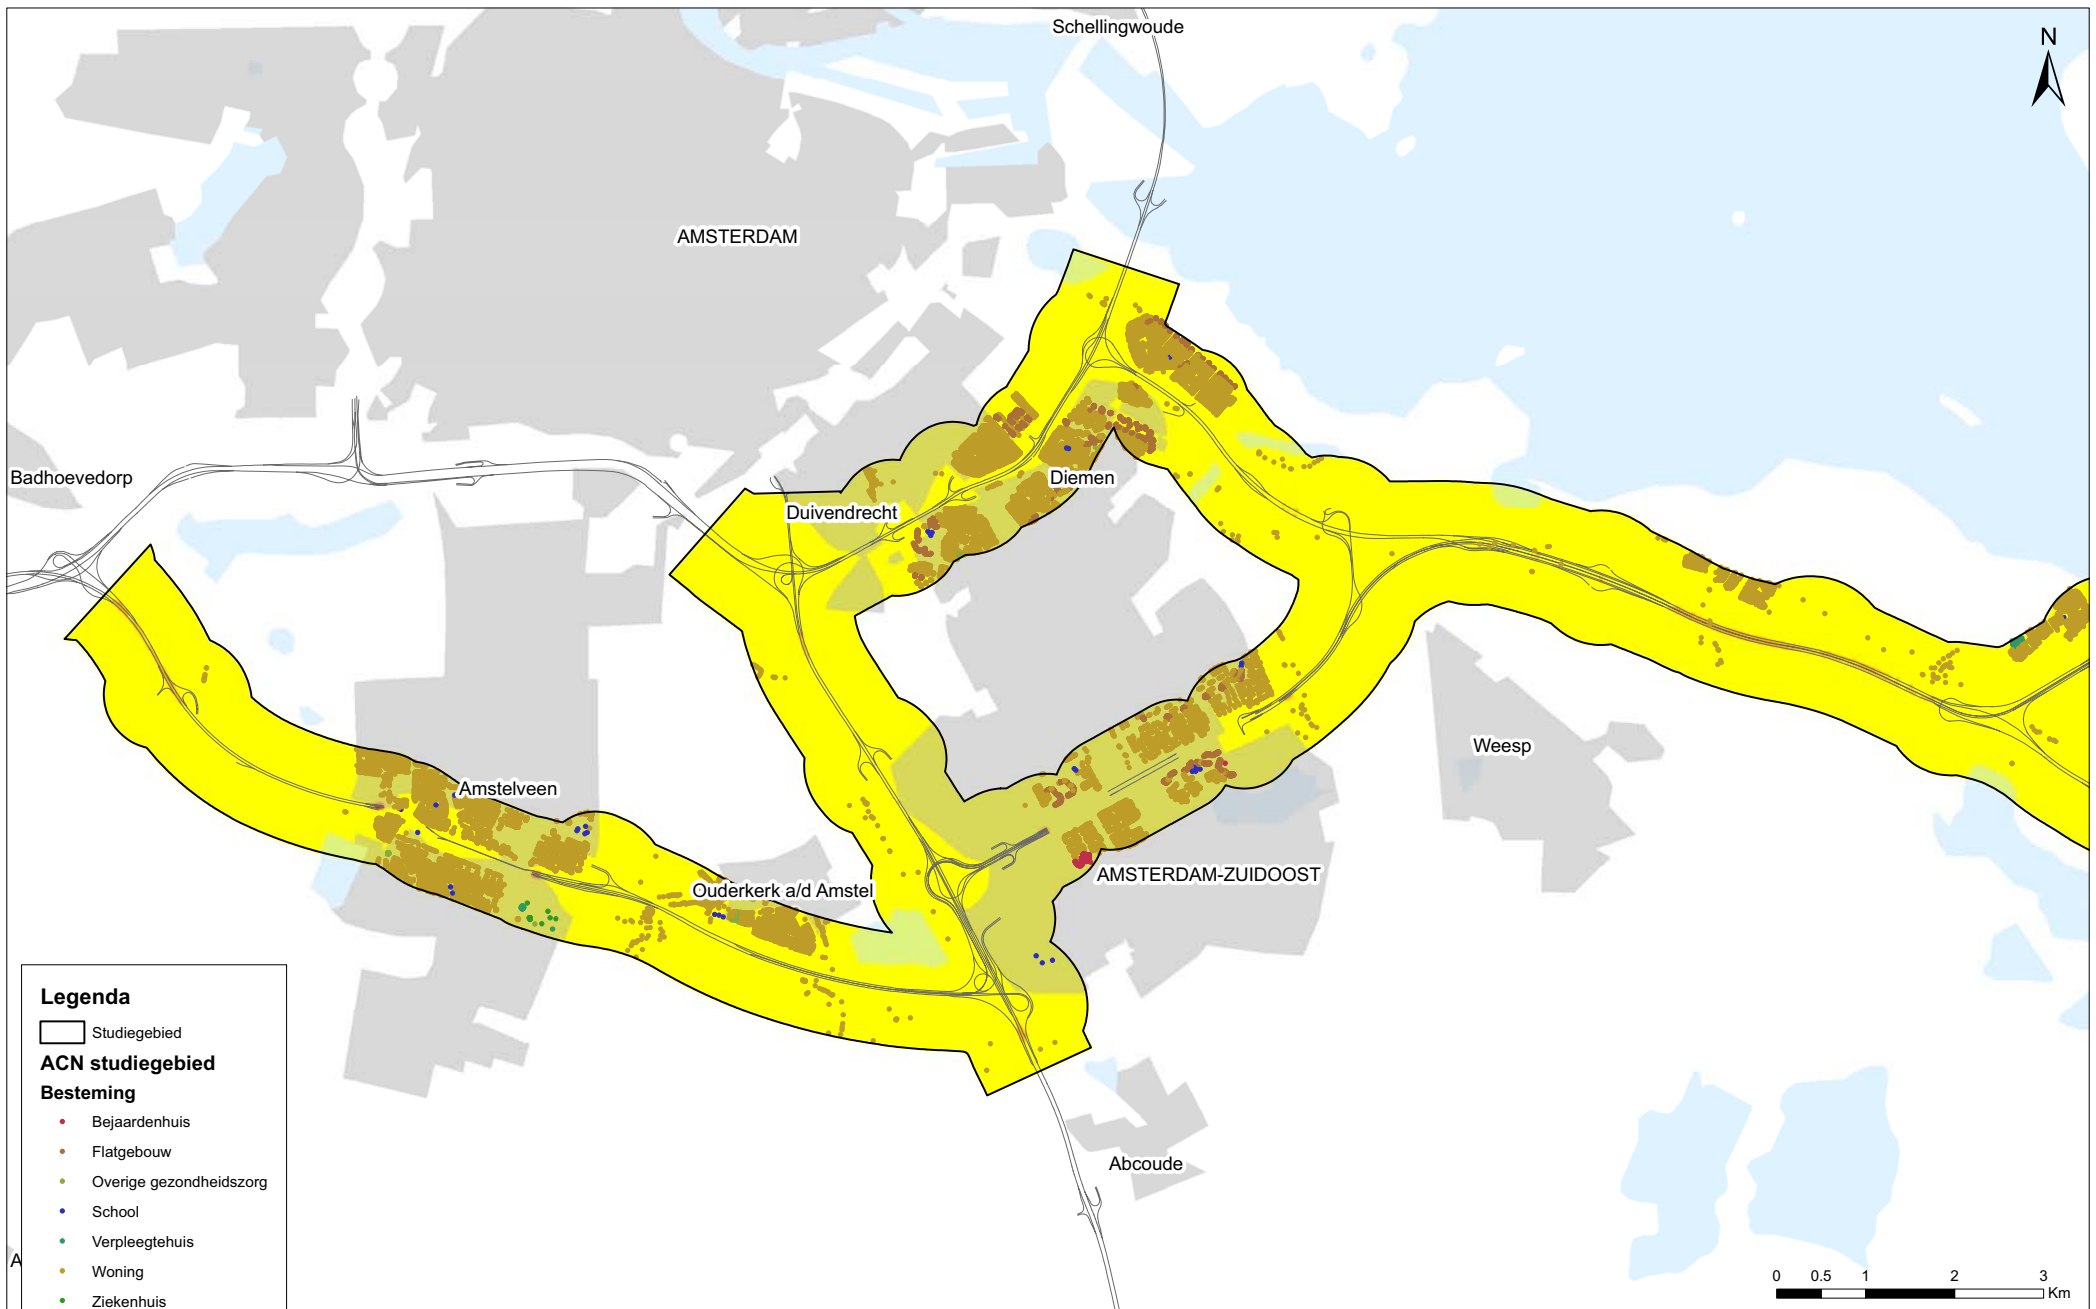 Schellingwoude
N
AMSTERDAM
Badhoevedorp
Diemen
Duivendrecht
Weesp
Amstelveen
AMSTERDAM-ZUIDOOST
Ouderkerk a/d Amstel
Abcoude
A
Legenda
Studiegebied
ACN studiegebied
Besteming
Bejaardenhuis
Flatgebouw
Overige gezondheidszorg
School
Verpleegtehuis
Woning
Ziekenhuis
0 0.5 1 2 3
Km